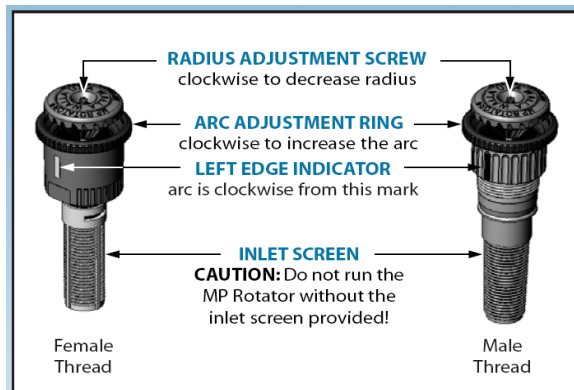 RADIUS ADJUSTMENT SCREW
clockwise to decrease radius
ARC ADJUSTMENT RING
clockwise to increase the arc
LEFT EDGE INDICATOR
arc is clockwise from this mark
INLET SCREEN
CAUTION: Do not run the
MP Rotator without the
inlet screen provided!
Female
Thread
Male
Thread